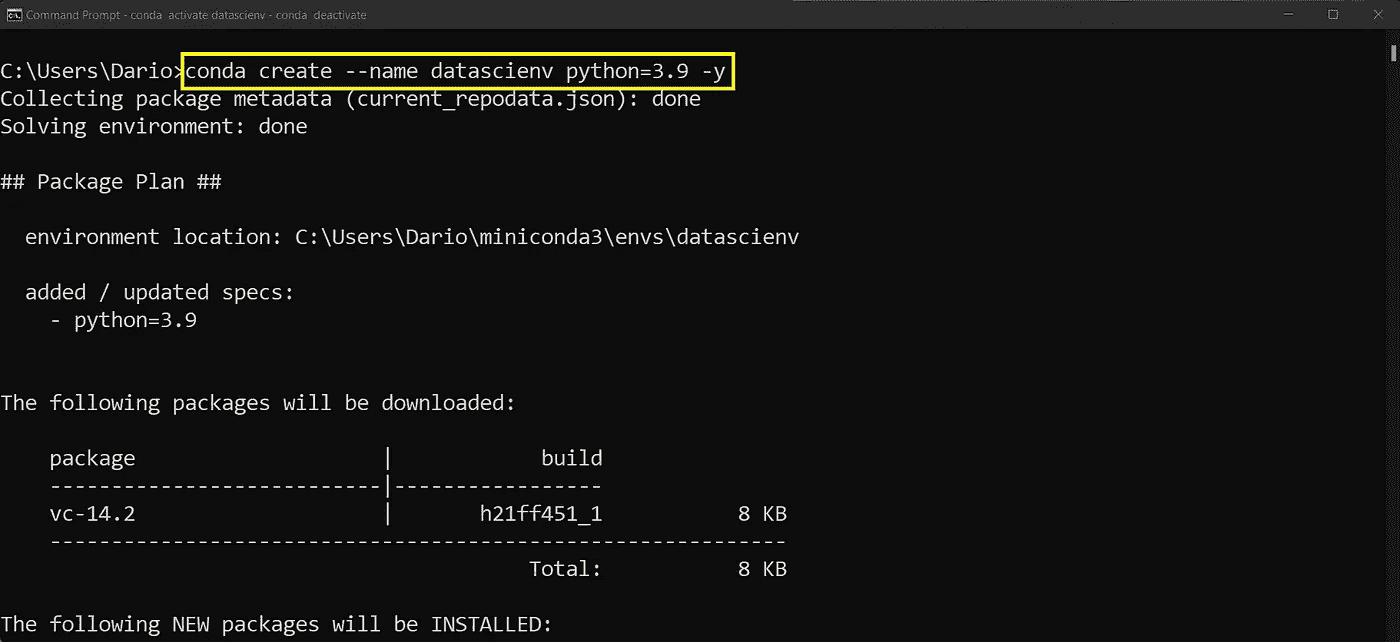 Command Prompt - conda activate datascienv - conda deactivate
C:\Users\Dario>conda create --name datascienv python=3.9 -y
Collecting package metadata (current_repodata.json): done
Solving environment: done
## Package Plan ##
environment location: C:\Users\Dario\miniconda3\envs\datascienv
added / updated specs:
- python=3.9
The following packages will be downloaded:
package | build
---------------------------|-----------------
vc-14.2 | h21ff451_1 8 KB
------------------------------------------------------------
Total: 8 KB
The following NEW packages will be INSTALLED: